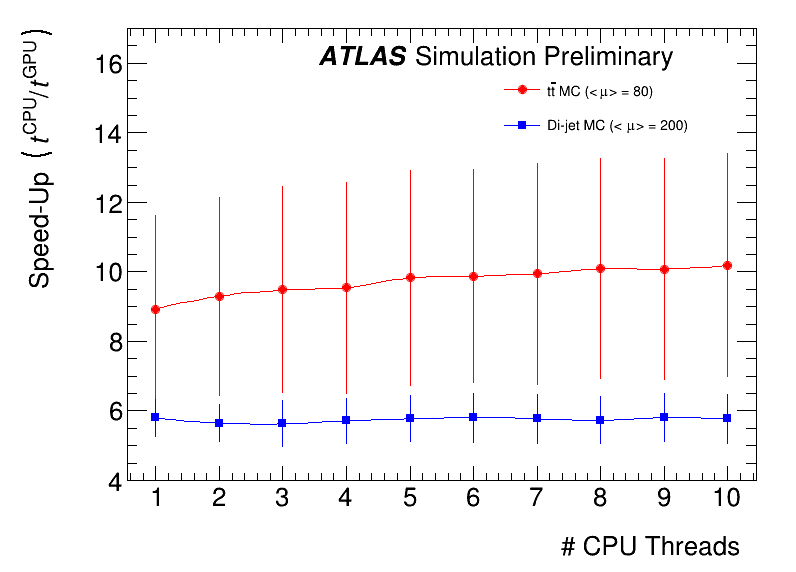 ATLAS Simulation Preliminary
tt̄ MC (< μ> = 80)
Di-jet MC (< μ> = 200)
Speed-Up ( t^CPU/t^GPU )
16
14
12
10
8
6
4
1 2 3 4 5 6 7 8 9 10
# CPU Threads